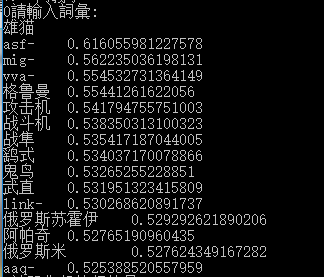 0請輸入詞彙:
雄猫
asf- 0.616055981227578
mig- 0.562235036198131
vva- 0.554532731364149
格鲁曼 0.55441261622056
攻击机 0.541794755751003
战斗机 0.538350313100323
战隼 0.535417187044005
鹞式 0.534037170078866
鬼鸟 0.53265255228851
武直 0.531951323415809
link- 0.530268620891737
俄罗斯苏霍伊 0.529292621890206
阿帕奇 0.52765190960435
俄罗斯米 0.527624349167282
aaq- 0.525388520557959